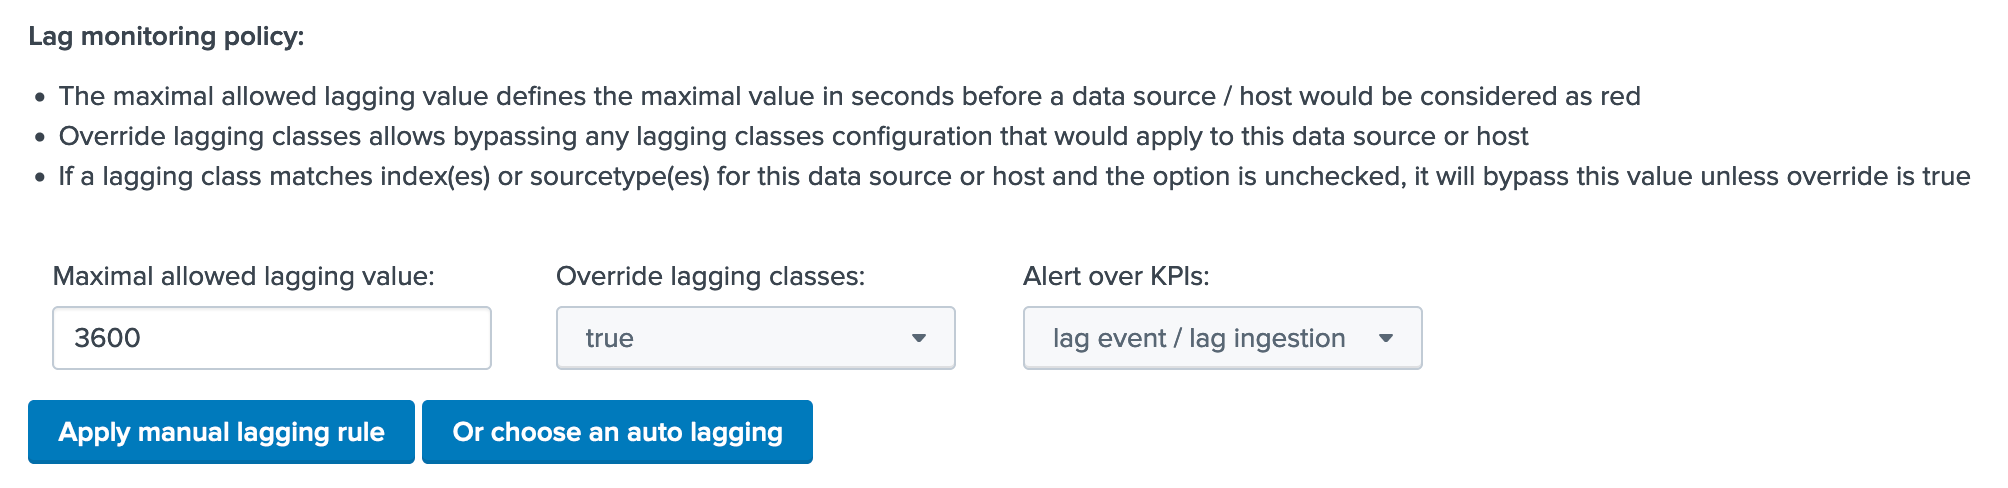 Lag monitoring policy:
• The maximal allowed lagging value defines the maximal value in seconds before a data source / host would be considered as red
• Override lagging classes allows bypassing any lagging classes configuration that would apply to this data source or host
• If a lagging class matches index(es) or sourcetype(es) for this data source or host and the option is unchecked, it will bypass this value unless override is true
Maximal allowed lagging value: Override lagging classes: Alert over KPIs:
3600 true lag event / lag ingestion
Apply manual lagging rule Or choose an auto lagging